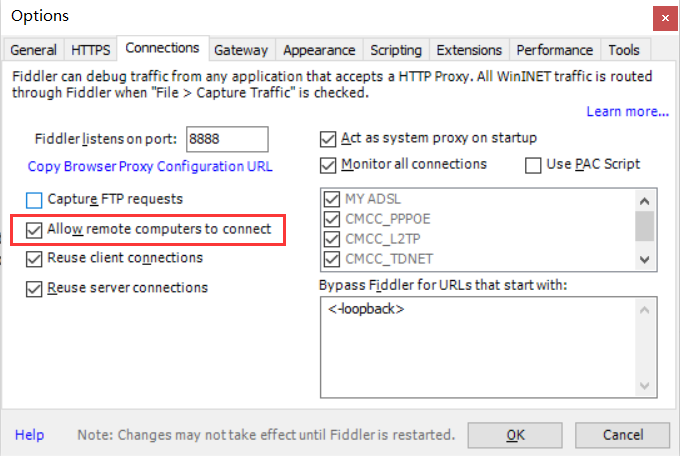 Options
General HTTPS Connections Gateway Appearance Scripting Extensions Performance Tools
Fiddler can debug traffic from any application that accepts a HTTP Proxy. All WinINET traffic is routed
through Fiddler when "File > Capture Traffic" is checked.
Learn more...
Fiddler listens on port: 8888
Copy Browser Proxy Configuration URL
Capture FTP requests
Allow remote computers to connect
Reuse client connections
Reuse server connections
Act as system proxy on startup
Monitor all connections Use PAC Script
MY ADSL
CMCC_PPPOE
CMCC_L2TP
CMCC_TDNET
Bypass Fiddler for URLs that start with:
<-loopback>
Help Note: Changes may not take effect until Fiddler is restarted. OK Cancel